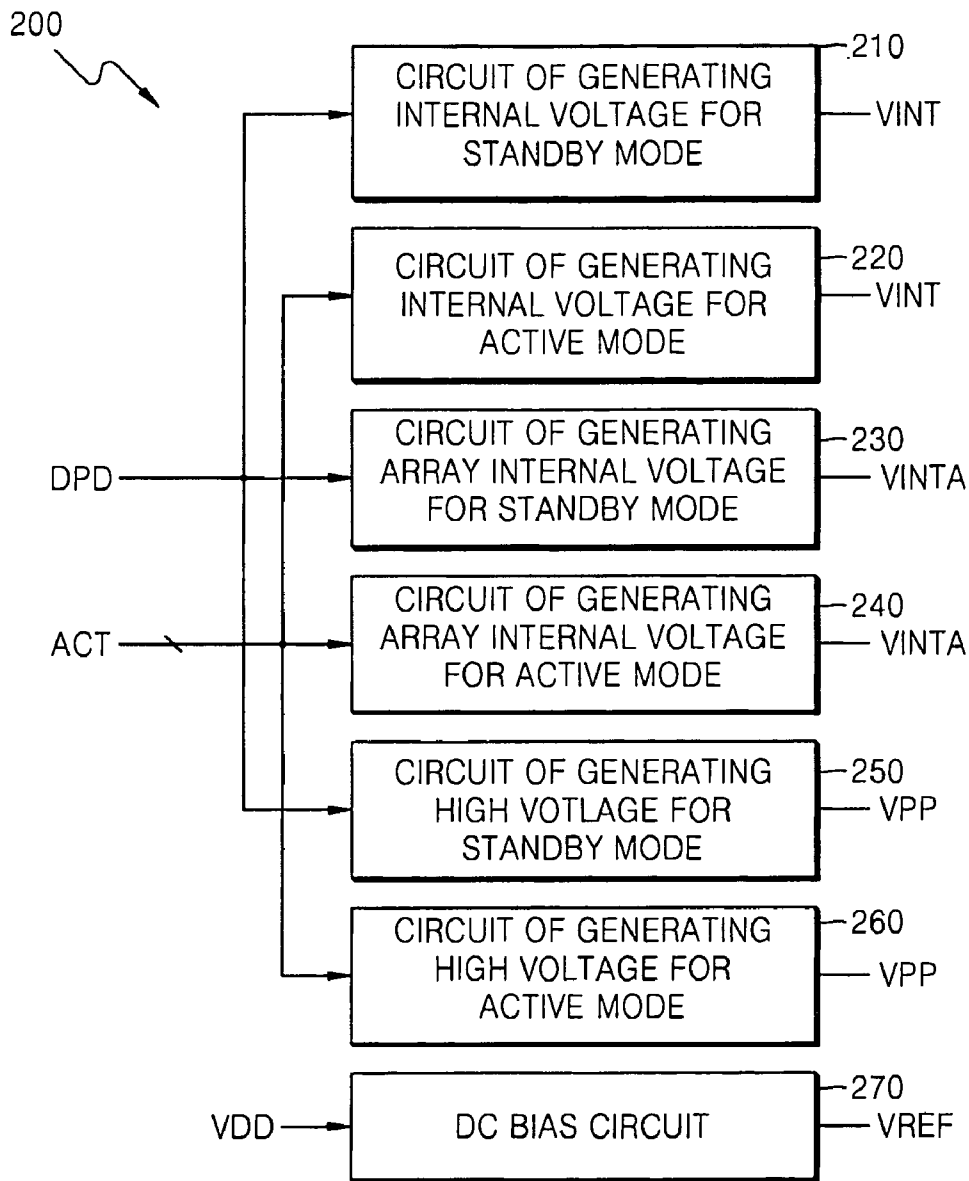 200
210
CIRCUIT OF GENERATING
INTERNAL VOLTAGE FOR
STANDBY MODE
VINT
220
CIRCUIT OF GENERATING
INTERNAL VOLTAGE FOR
ACTIVE MODE
VINT
230
CIRCUIT OF GENERATING
ARRAY INTERNAL VOLTAGE
FOR STANDBY MODE
DPD
VINTA
240
CIRCUIT OF GENERATING
ARRAY INTERNAL VOLTAGE
FOR ACTIVE MODE
ACT
VINTA
250
CIRCUIT OF GENERATING
HIGH VOTLAGE FOR
STANDBY MODE
VPP
260
CIRCUIT OF GENERATING
HIGH VOLTAGE FOR
ACTIVE MODE
VPP
270
VDD
DC BIAS CIRCUIT
VREF